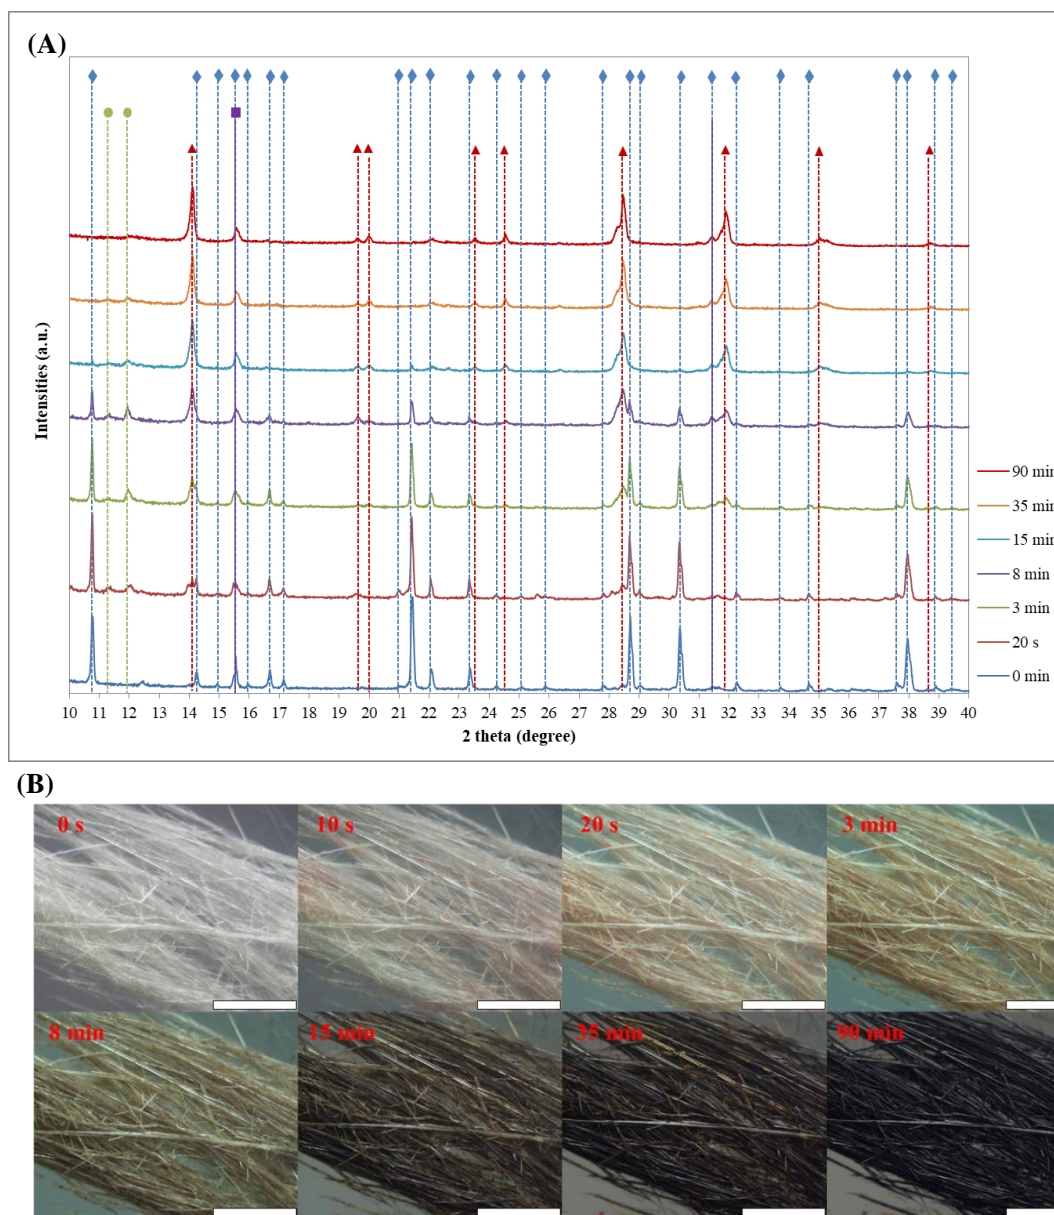 (A)
Intensities (a.u.)
90 min
35 min
15 min
8 min
3 min
20 s
0 min
10 11 12 13 14 15 16 17 18 19 20 21 22 23 24 25 26 27 28 29 30 31 32 33 34 35 36 37 38 39 40
2 theta (degree)
(B)
0 s 10 s 20 s 3 min
8 min 15 min 35 min 90 min